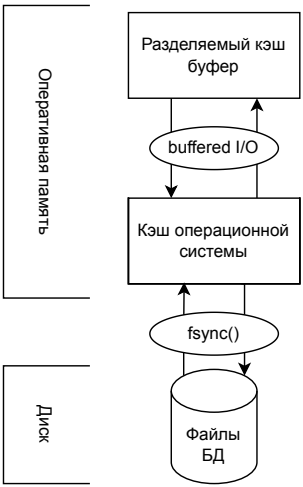 Оперативная память
Разделяемый кэш
буфер
buffered I/O
Кэш операционной
системы
fsync()
Диск
Файлы
БД